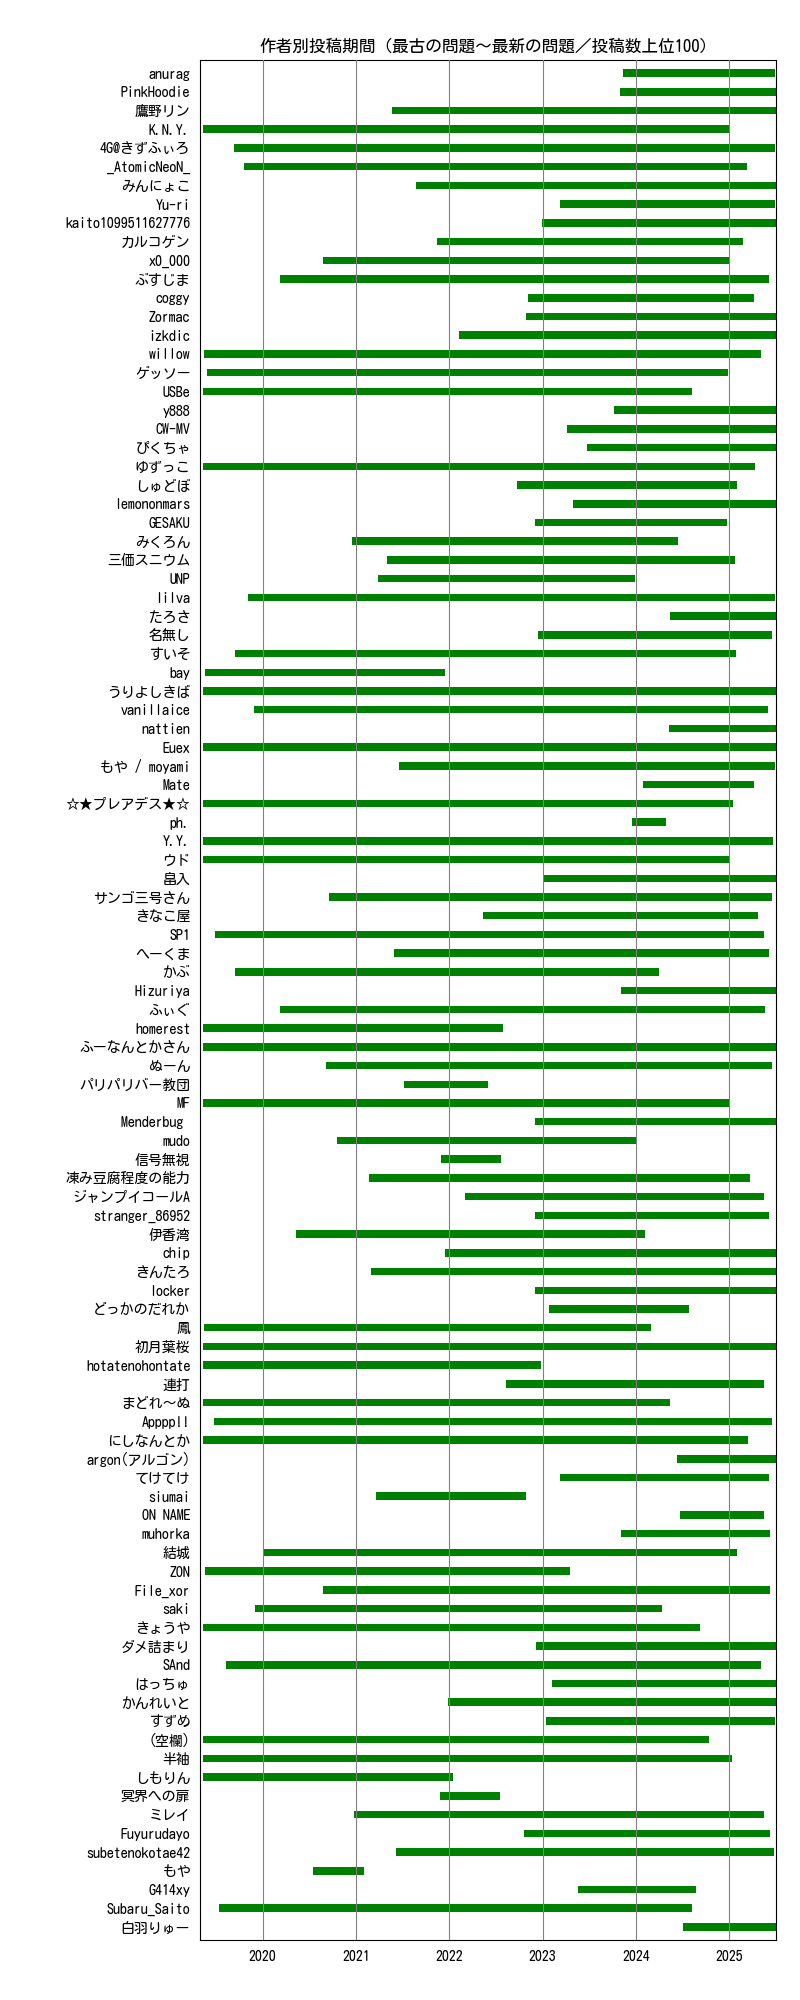 作者別投稿期間 (最古の問題～最新の問題／投稿数上位100)
anurag
PinkHoodie
鷹野リン
K.N.Y.
4G@きずふぃろ
_AtomicNeoN_
みんにょこ
Yu-ri
kaito1099511627776
カルコゲン
x0_000
ぶすじま
coggy
Zormac
izkdic
willow
ゲッソー
USBe
y888
CW-MV
ぴくちゃ
ゆずっこ
しゅどぼ
lemononmars
GESAKU
みくろん
三価スニウム
UNP
lilva
たろさ
名無し
すいそ
bay
うりよしきば
vanillaice
nattien
Euex
もや / moyami
Mate
☆★プレアデス★☆
ph.
Y.Y.
ウド
畠入
サンゴ三号さん
きなこ屋
SP1
へーくま
かぶ
Hizuriya
ふぃぐ
homerest
ふーなんとかさん
ぬーん
パリパリバー教団
MF
Menderbug
mudo
信号無視
凍み豆腐程度の能力
ジャンプイコールA
stranger_86952
伊香湾
chip
きんたろ
locker
どっかのだれか
鳳
初月葉桜
hotatenohontate
連打
まどれ～ぬ
Appppll
にしなんとか
argon(アルゴン)
てけてけ
siumai
ON NAME
muhorka
結城
ZON
File_xor
saki
きょうや
ダメ詰まり
SAnd
はっちゅ
かんれいと
すずめ
(空欄)
半袖
しもりん
冥界への扉
ミレイ
Fuyurudayo
subetenokotae42
もや
G414xy
Subaru_Saito
白羽りゅー
2020 2021 2022 2023 2024 2025